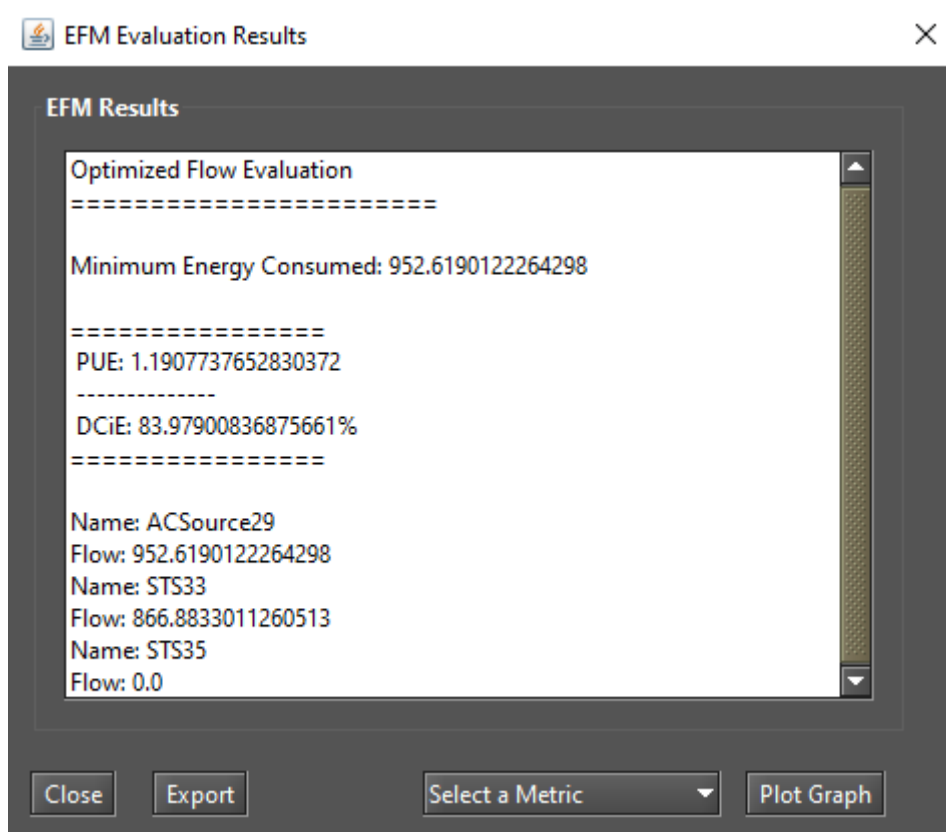 EFM Evaluation Results
EFM Results
Optimized Flow Evaluation
=======================
Minimum Energy Consumed: 952.6190122264298
================
PUE: 1.1907737652830372
--------------
DCiE: 83.97900836875661%
================
Name: ACSource29
Flow: 952.6190122264298
Name: STS33
Flow: 866.8833011260513
Name: STS35
Flow: 0.0
Close Export Select a Metric Plot Graph